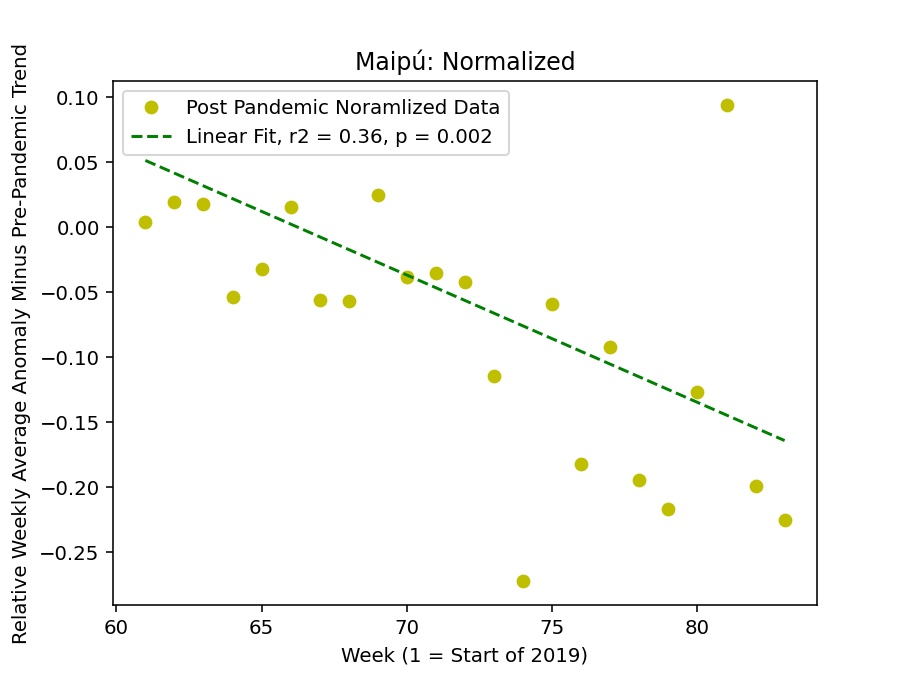 Maipú: Normalized
Post Pandemic Noramlized Data
Linear Fit, r2 = 0.36, p = 0.002
Relative Weekly Average Anomaly Minus Pre-Pandemic Trend
0.10
0.05
0.00
−0.05
−0.10
−0.15
−0.20
−0.25
60 65 70 75 80
Week (1 = Start of 2019)